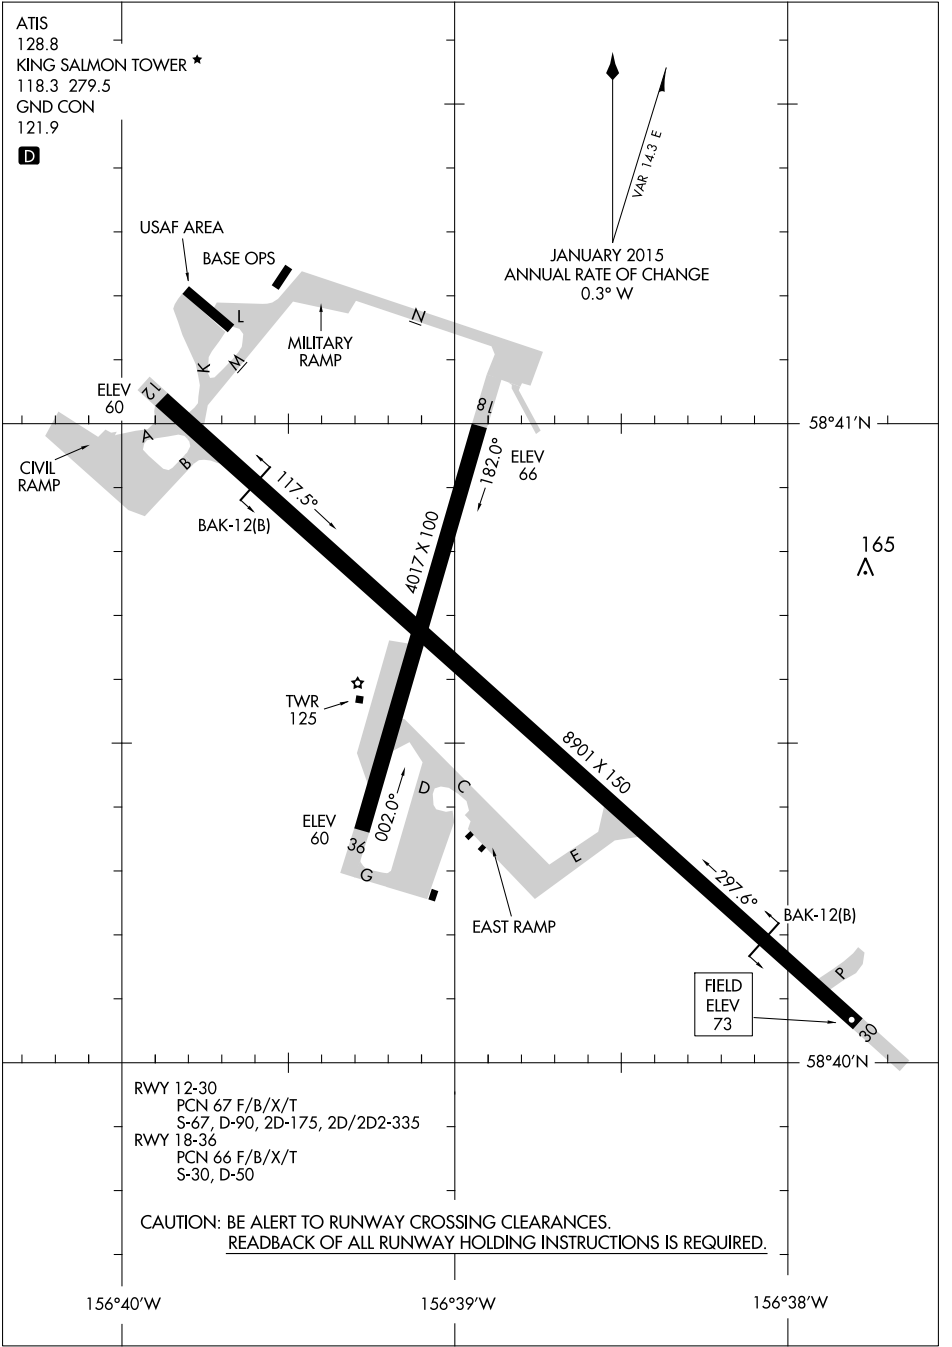 ATIS
128.8
KING SALMON TOWER
118.3 279.5
GND CON
121.9
D
VAR 14.3 E
JANUARY 2015
ANNUAL RATE OF CHANGE
0.3° W
USAF AREA
BASE OPS
L
K
M
MILITARY
RAMP
N
ELEV
60
12
A
B
CIVIL
RAMP
BAK-12(B)
117.5°
18
182.0°
ELEV
66
58°41'N
4017 X 100
165
TWR
125
8901 X 150
ELEV
60
36
002.0°
D
C
G
E
EAST RAMP
297.6°
BAK-12(B)
P
FIELD
ELEV
73
30
58°40'N
RWY 12-30
PCN 67 F/B/X/T
S-67, D-90, 2D-175, 2D/2D2-335
RWY 18-36
PCN 66 F/B/X/T
S-30, D-50
CAUTION: BE ALERT TO RUNWAY CROSSING CLEARANCES.
READBACK OF ALL RUNWAY HOLDING INSTRUCTIONS IS REQUIRED.
156°40'W
156°39'W
156°38'W